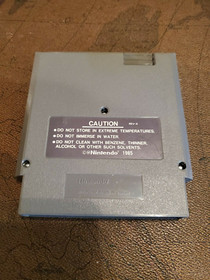 CAUTION
• DO NOT STORE IN EXTREME TEMPERATURES.
• DO NOT IMMERSE IN WATER.
• DO NOT CLEAN WITH BENZENE, THINNER,
ALCOHOL OR OTHER SUCH SOLVENTS.
©Nintendo 1985